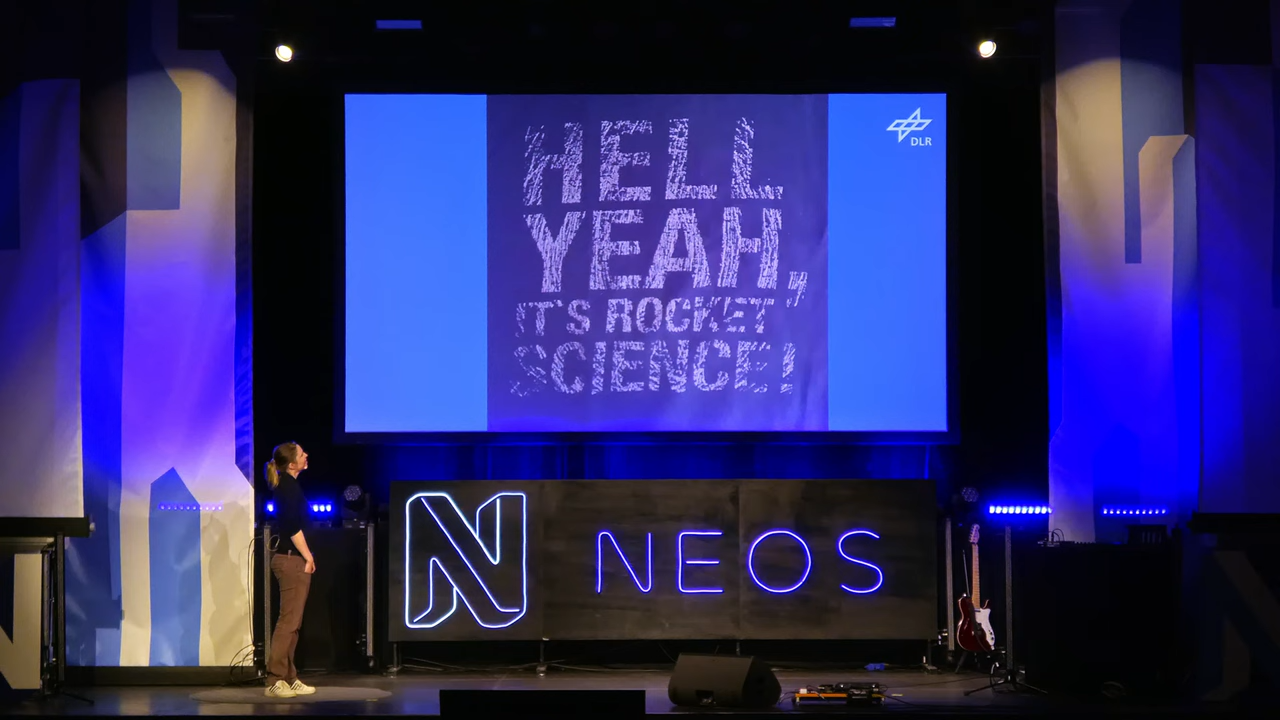 HELL
YEAH,
IT'S ROCKET
SCIENCE!
DLR
N NEOS